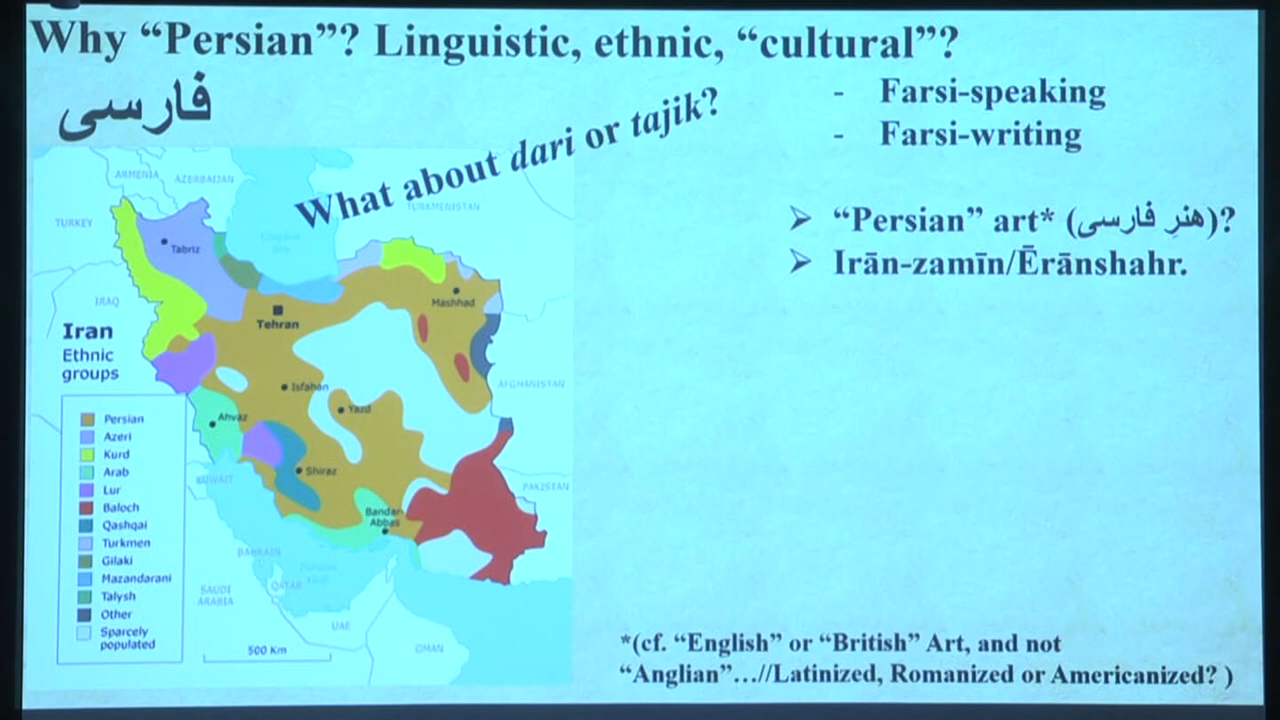 Why “Persian”? Linguistic, ethnic, “cultural”?
فارسی
What about dari or tajik?
- Farsi-speaking
- Farsi-writing
➢ “Persian” art* (هنرِ فارسی)?
➢ Irān-zamīn/Ērānshahr.
ARMENIA
AZERBAIJAN
TURKEY
TURKMENISTAN
Caspian Sea
Tabriz
IRAQ
Mashhad
Tehran
Iran
Ethnic
groups
Isfahan
AFGHANISTAN
Yazd
Ahvaz
Shiraz
KUWAIT
PAKISTAN
Bandar
Abbas
BAHRAIN
Persian
Gulf
QATAR
SAUDI
ARABIA
UAE
OMAN
Persian
Azeri
Kurd
Arab
Lur
Baloch
Qashqai
Turkmen
Gilaki
Mazandarani
Talysh
Other
Sparcely
populated
500 Km
*(cf. “English” or “British” Art, and not
“Anglian”…//Latinized, Romanized or Americanized? )